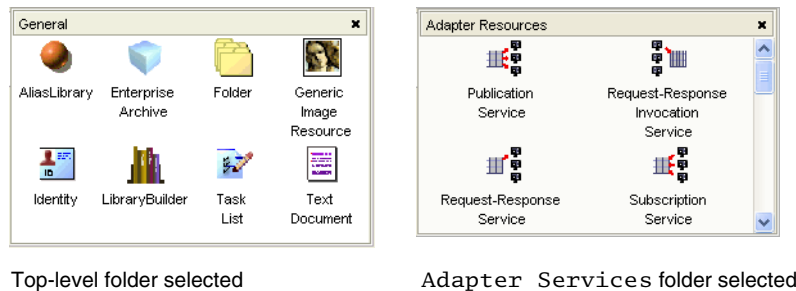 General
AliasLibrary
Enterprise
Archive
Folder
Generic
Image
Resource
Identity
LibraryBuilder
Task
List
Text
Document
Top-level folder selected
Adapter Resources
Publication
Service
Request-Response
Invocation
Service
Request-Response
Service
Subscription
Service
Adapter Services folder selected